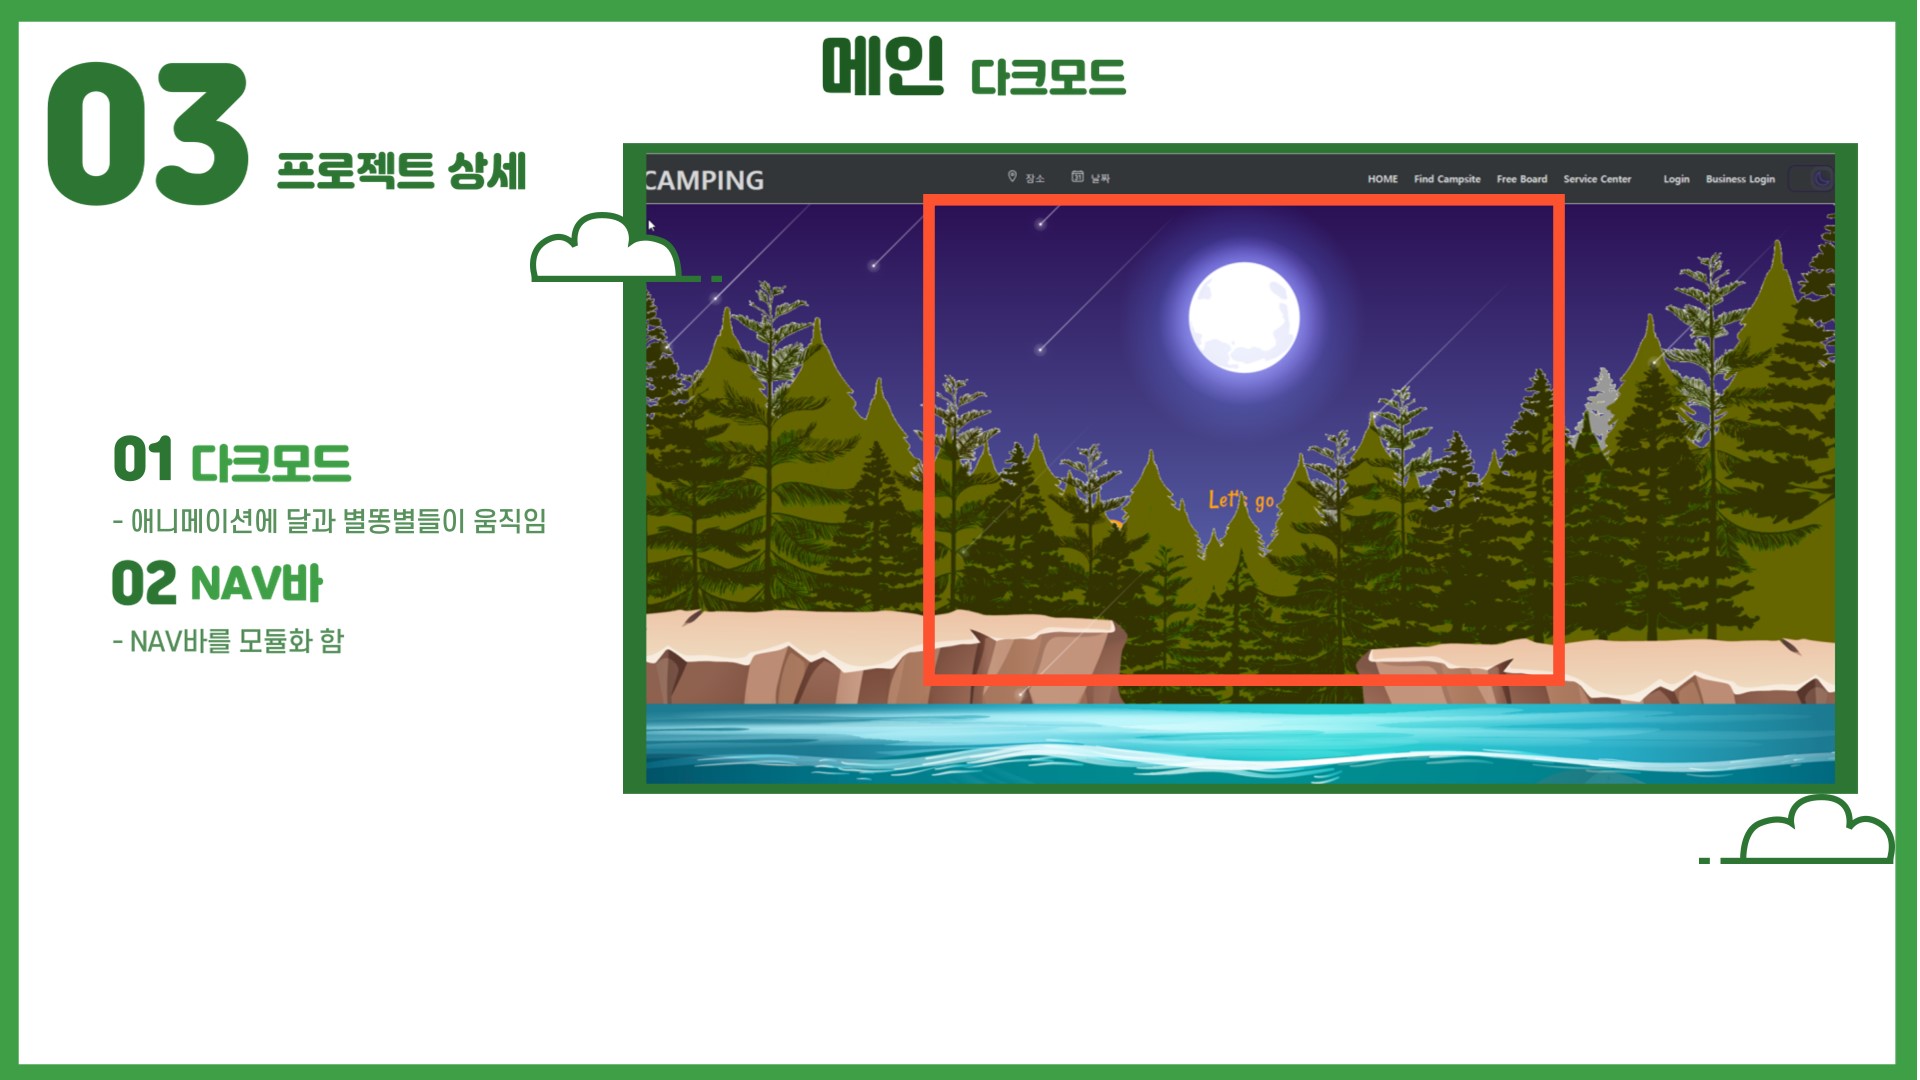 메인 다크모드
03 프로젝트 상세
01 다크모드
- 애니메이션에 달과 별똥별들이 움직임
02 NAV바
- NAV바를 모듈화 함
CAMPING 장소 날짜 HOME Find Campsite Free Board Service Center Login Business Login
Let's go